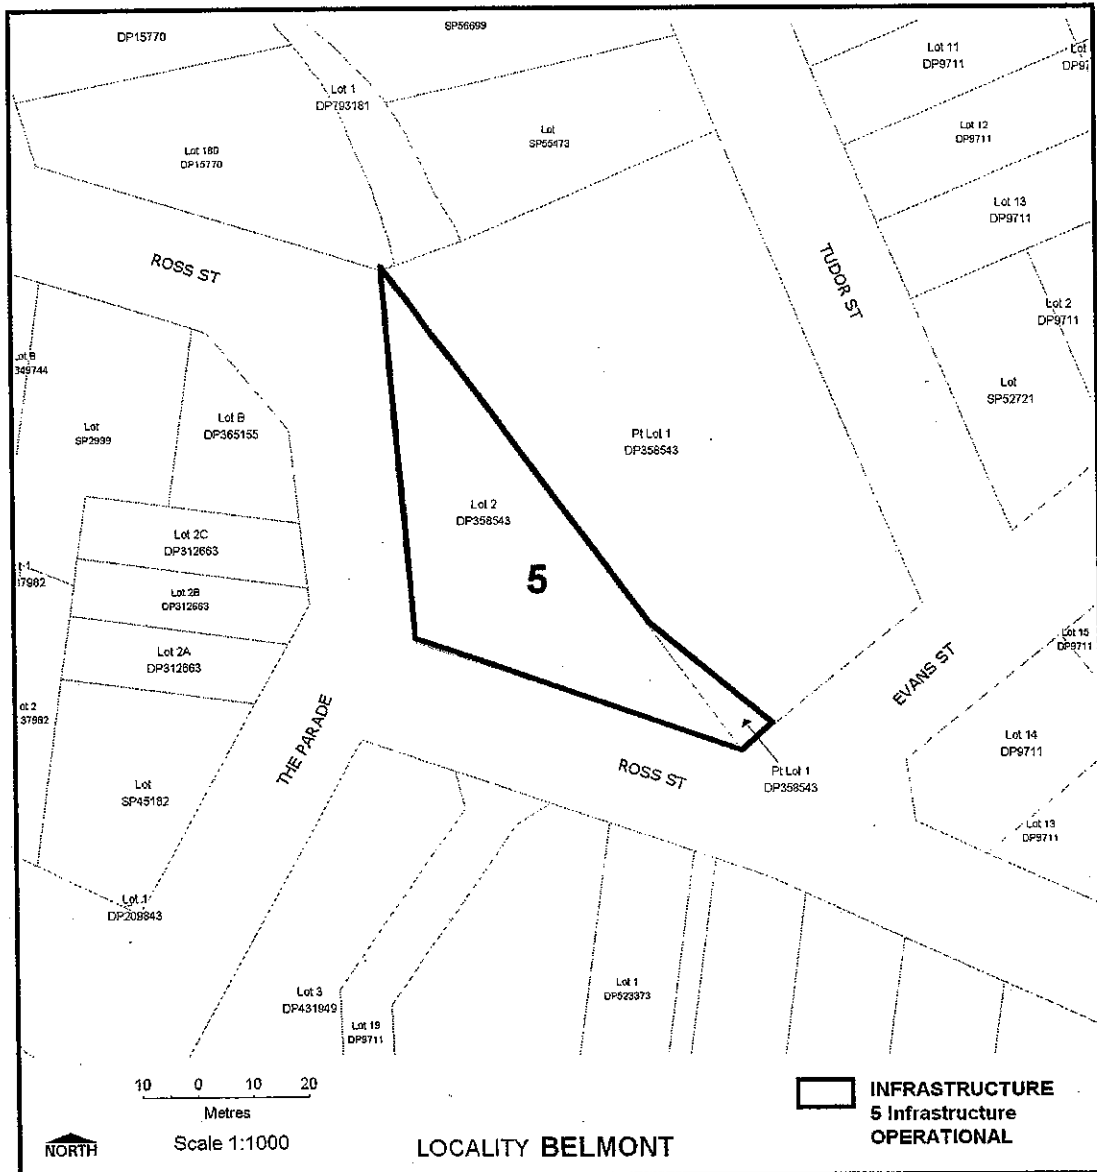 DP15770
SP56699
Lot 11
DP9711
Lot
Lot 1
DP793181
Lot 12
DP9711
Lot
SP55473
Lot 180
DP15770
Lot 13
DP9711
ROSS ST
TUDOR ST
Lot 2
DP9711
Lot
SP52721
349744
Lot B
DP365155
Lot
SP2999
Pt Lot 1
DP358543
Lot 2
DP358543
5
Lot 2C
DP312663
Lot 2B
DP312663
Lot 2A
DP312663
Lot 15
DP9711
EVANS ST
THE PARADE
Lot 14
DP9711
ROSS ST
Pt Lot 1
DP358543
Lot
SP45182
Lot 13
DP9711
Lot 1
DP209843
Lot 3
DP431949
Lot 19
DP9711
Lot 1
DP523373
10 0 10 20
Metres
Scale 1:1000
NORTH
LOCALITY BELMONT
INFRASTRUCTURE
5 Infrastructure
OPERATIONAL